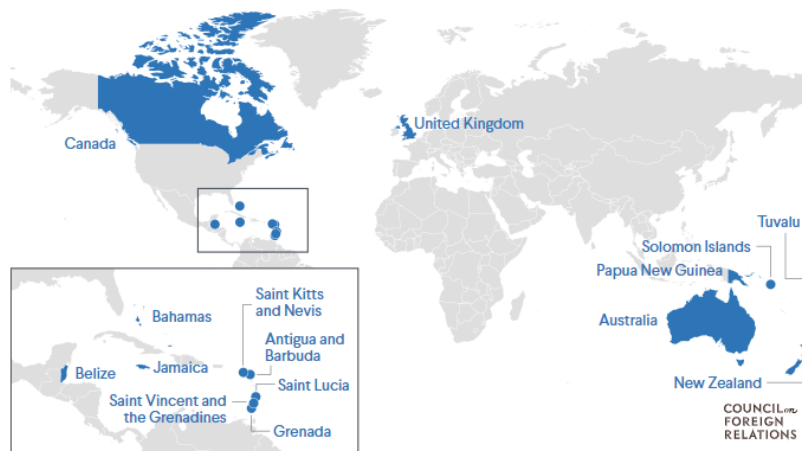 Canada
United Kingdom
Tuvalu
Solomon Islands
Papua New Guinea
Australia
New Zealand
Saint Kitts
and Nevis
Bahamas
Antigua and
Barbuda
Belize
Jamaica
Saint Lucia
Saint Vincent and
the Grenadines
Grenada
COUNCIL on
FOREIGN
RELATIONS